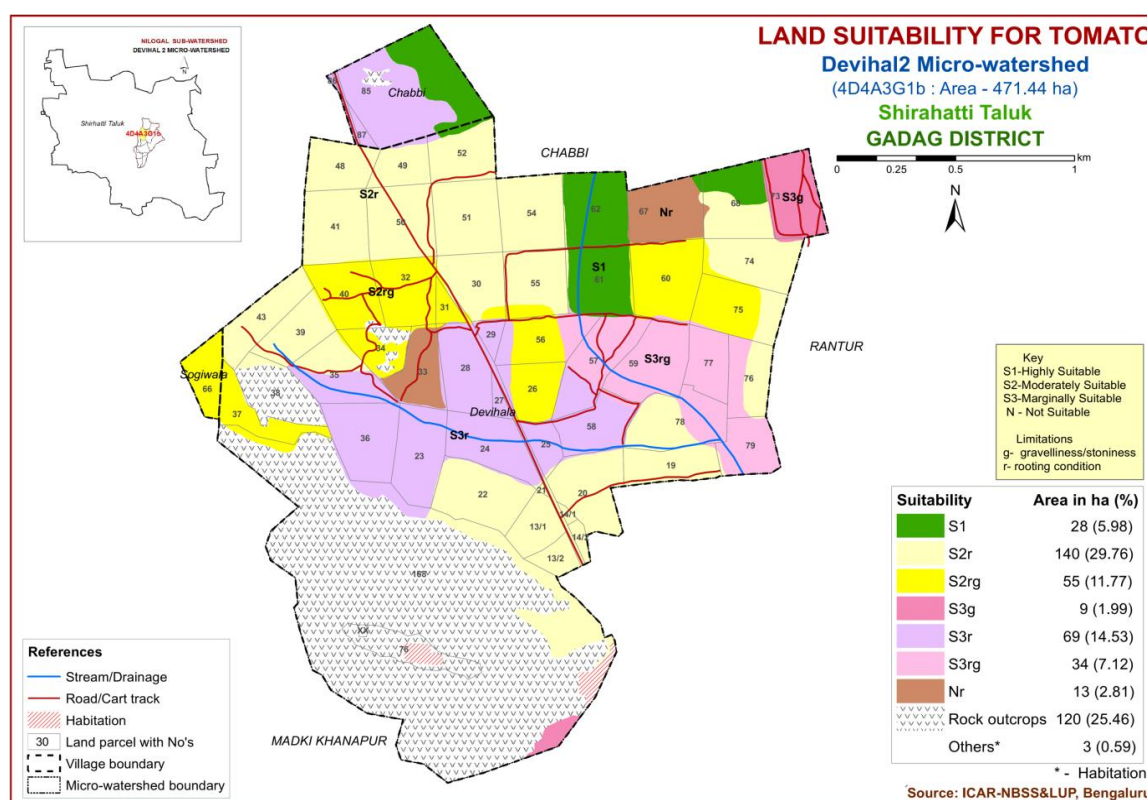 NILOGAL SUB-WATERSHED
DEVIHAL 2 MICRO-WATERSHED
N
Shirhatti Taluk
4D4A3G1b
LAND SUITABILITY FOR TOMATO
Devihal2 Micro-watershed
(4D4A3G1b : Area - 471.44 ha)
Shirahatti Taluk
GADAG DISTRICT
km
0 0.25 0.5 1
N
85
Chabbi
87
CHABBI
48
49
52
S2r
41
50
51
54
62
67
Nr
68
73
S3g
S1
61
60
74
75
40
S2rg
32
31
30
55
43
39
34
33
35
38
29
28
27
56
26
57
59
S3rg
77
76
RANTUR
Sogiwala
66
37
Devihala
36
23
S3r
24
25
58
78
79
22
21
20
19
14/1
13/1
13/2
168
XX
76
MADKI KHANAPUR
Key
S1-Highly Suitable
S2-Moderately Suitable
S3-Marginally Suitable
N - Not Suitable
Limitations
g- gravelliness/stoniness
r- rooting condition
Suitability Area in ha (%)
S1 28 (5.98)
S2r 140 (29.76)
S2rg 55 (11.77)
S3g 9 (1.99)
S3r 69 (14.53)
S3rg 34 (7.12)
Nr 13 (2.81)
Rock outcrops 120 (25.46)
Others* 3 (0.59)
* - Habitation
Source: ICAR-NBSS&LUP, Bengaluru
References
Stream/Drainage
Road/Cart track
Habitation
30 Land parcel with No's
Village boundary
Micro-watershed boundary